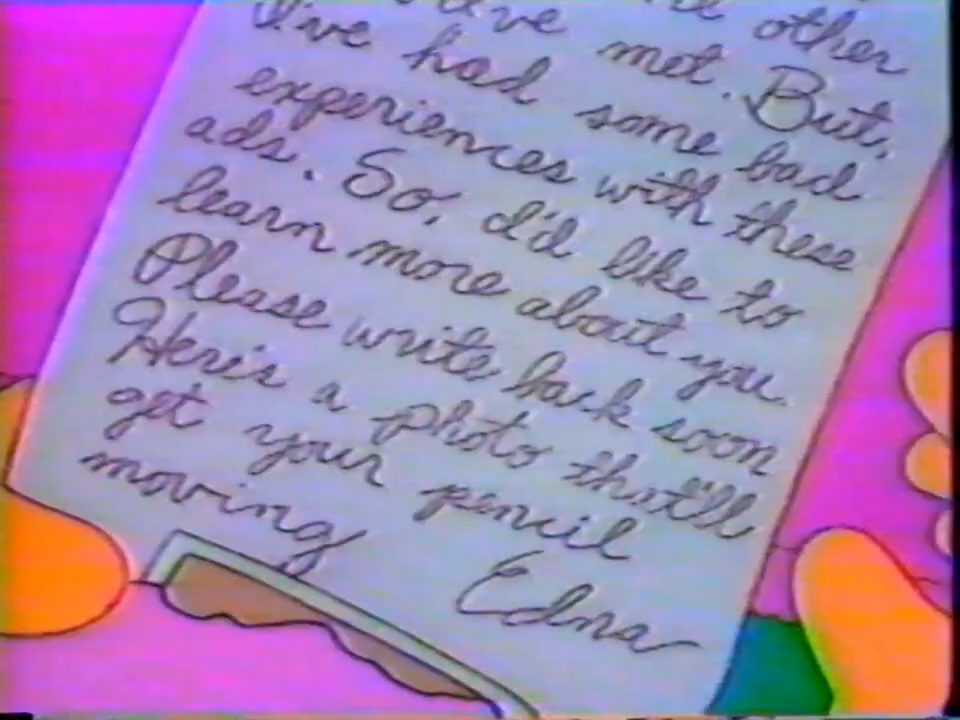 other
I've had some bad met. But,
experiences with these
ads. So, I'd like to
learn more about you.
Please write back soon
Here's a photo that'll
get your pencil
moving
Edna